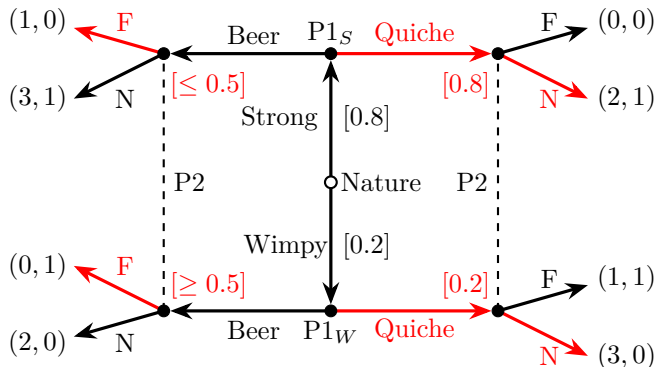 (1,0) F Beer P1_S Quiche F (0,0)
(3,1) N [≤ 0.5] [0.8] N (2,1)
Strong [0.8]
P2 Nature P2
Wimpy [0.2]
(0,1) F [≥ 0.5] [0.2] F (1,1)
(2,0) N Beer P1_W Quiche N (3,0)